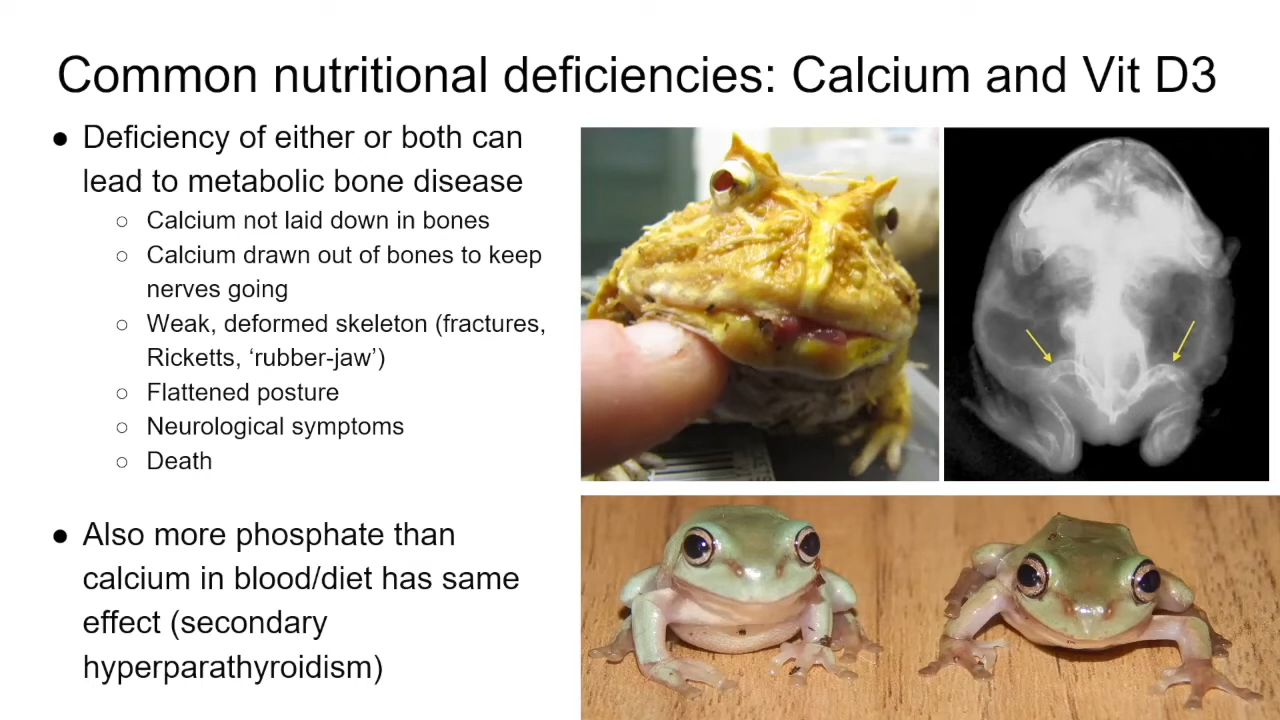 Common nutritional deficiencies: Calcium and Vit D3
● Deficiency of either or both can
lead to metabolic bone disease
○ Calcium not laid down in bones
○ Calcium drawn out of bones to keep
nerves going
○ Weak, deformed skeleton (fractures,
Ricketts, ‘rubber-jaw’)
○ Flattened posture
○ Neurological symptoms
○ Death
● Also more phosphate than
calcium in blood/diet has same
effect (secondary
hyperparathyroidism)